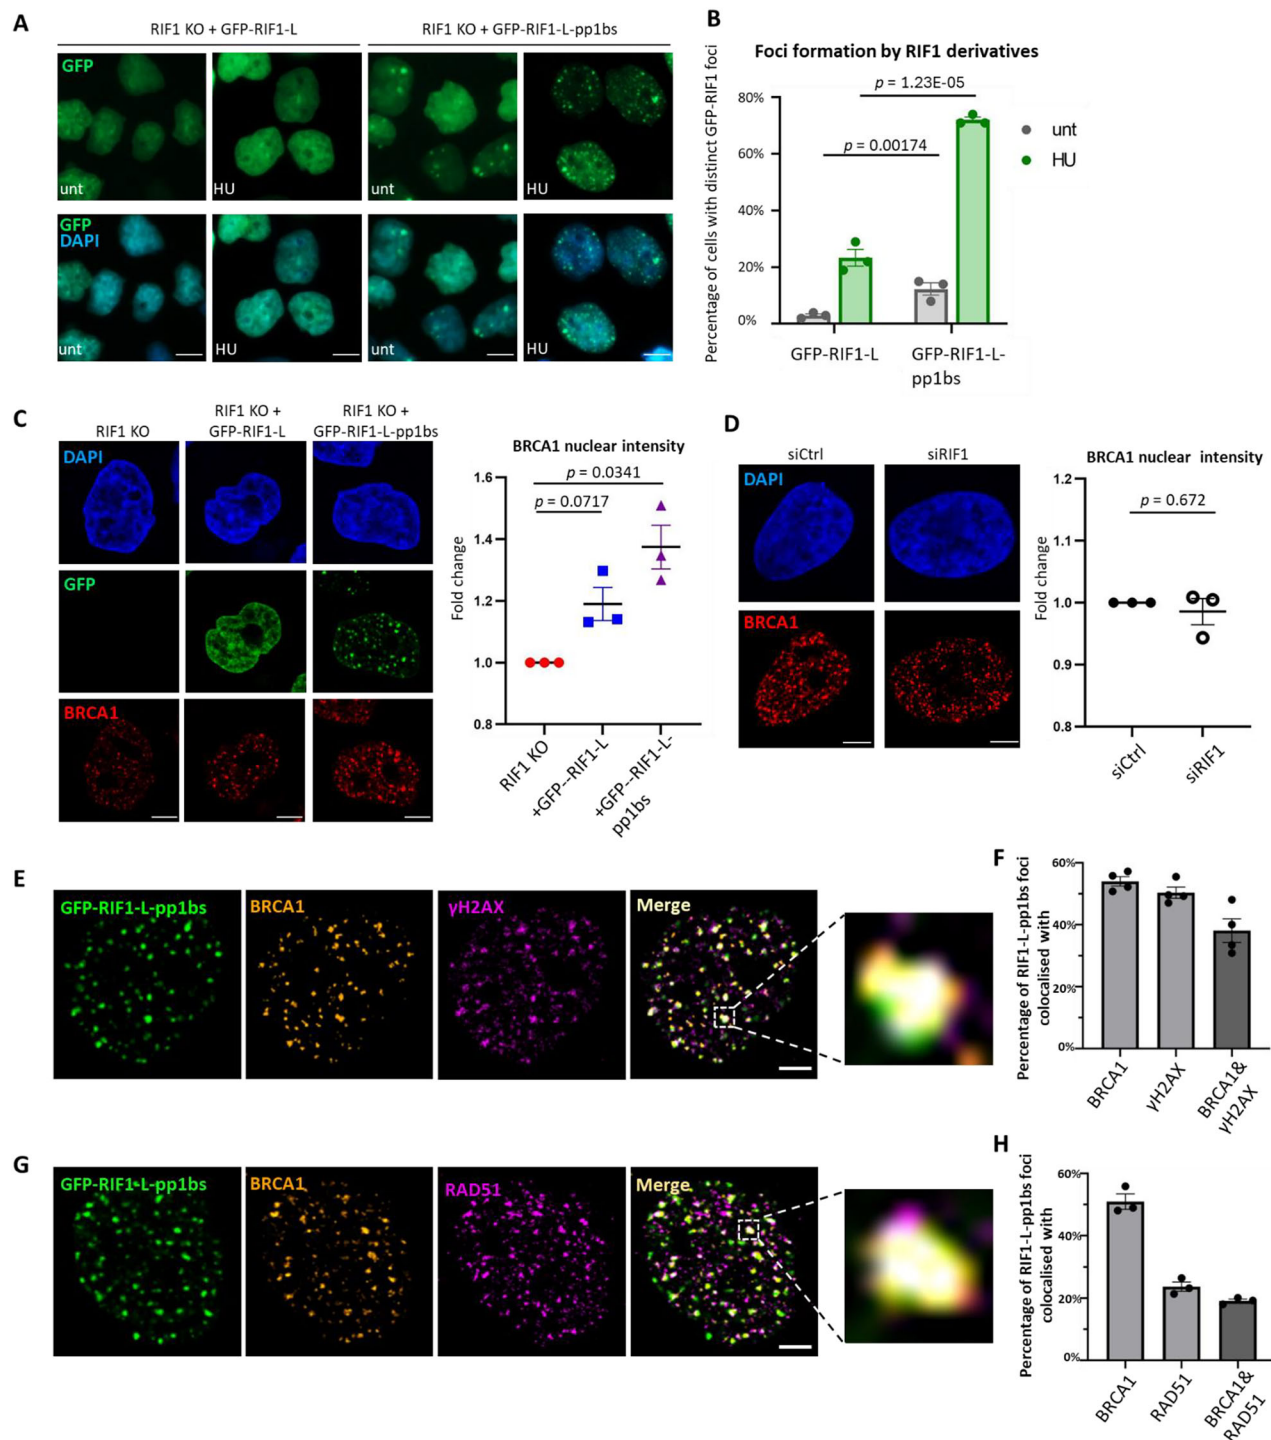 A
RIF1 KO + GFP-RIF1-L
RIF1 KO + GFP-RIF1-L-pp1bs
GFP
unt
HU
unt
HU
GFP
DAPI
unt
HU
unt
HU
B
Foci formation by RIF1 derivatives
p = 1.23E-05
p = 0.00174
Percentage of cells with distinct GFP-RIF1 foci
80%
60%
40%
20%
0%
unt
HU
GFP-RIF1-L
GFP-RIF1-L-
pp1bs
C
RIF1 KO
RIF1 KO +
GFP-RIF1-L
RIF1 KO +
GFP-RIF1-L-pp1bs
DAPI
GFP
BRCA1
BRCA1 nuclear intensity
p = 0.0341
p = 0.0717
Fold change
1.6
1.4
1.2
1.0
0.8
RIF1 KO
+GFP--RIF1-L
+GFP--RIF1-L-
pp1bs
D
siCtrl
siRIF1
DAPI
BRCA1
BRCA1 nuclear intensity
p = 0.672
Fold change
1.2
1.1
1.0
0.9
0.8
siCtrl
siRIF1
E
GFP-RIF1-L-pp1bs
BRCA1
γH2AX
Merge
F
Percentage of RIF1-L-pp1bs foci
colocalised with
60%
40%
20%
0%
BRCA1
γH2AX
BRCA1&
γH2AX
G
GFP-RIF1-L-pp1bs
BRCA1
RAD51
Merge
H
Percentage of RIF1-L-pp1bs foci
colocalised with
60%
40%
20%
0%
BRCA1
RAD51
BRCA1&
RAD51